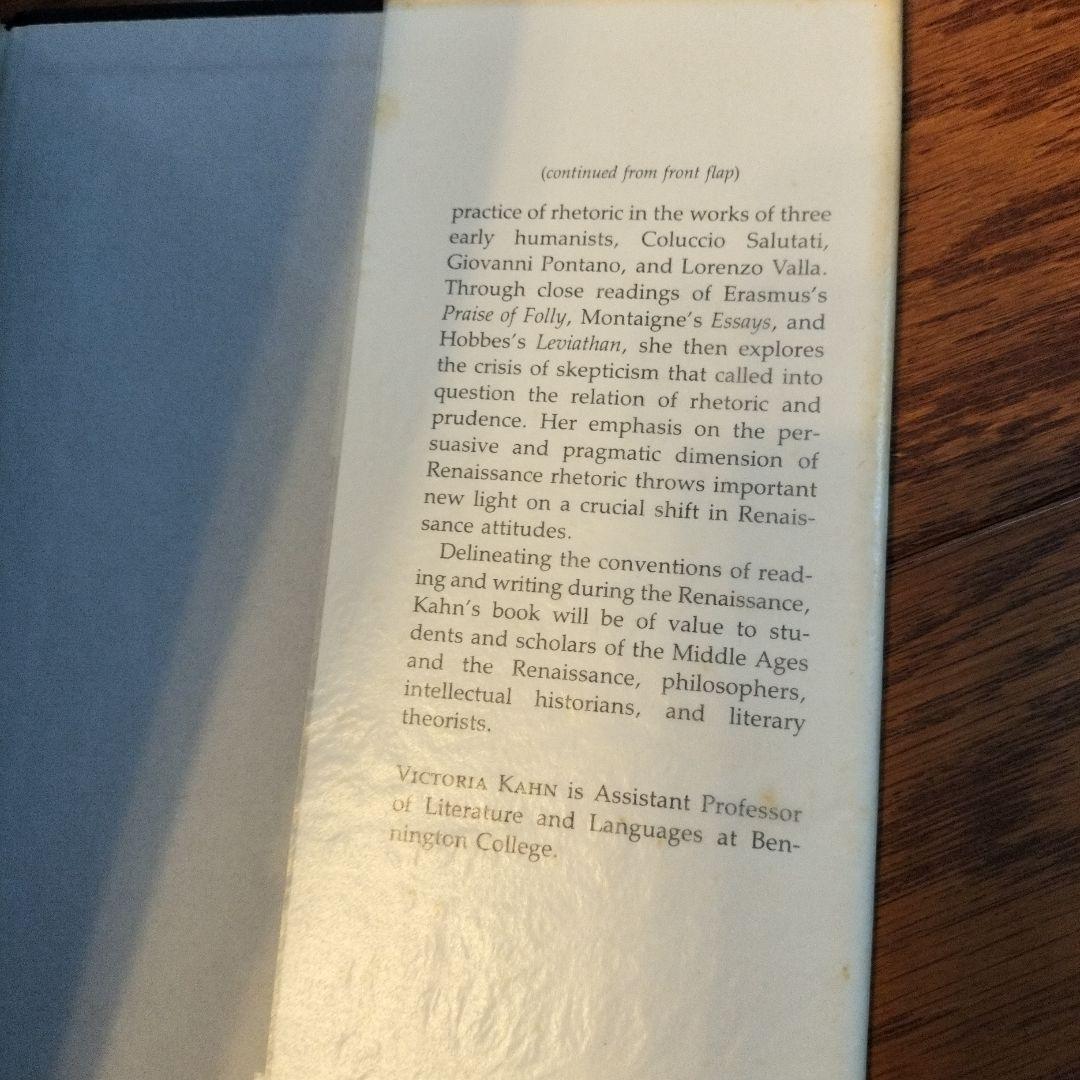 (continued from front flap)
practice of rhetoric in the works of three
early humanists, Coluccio Salutati,
Giovanni Pontano, and Lorenzo Valla.
Through close readings of Erasmus's
Praise of Folly, Montaigne's Essays, and
Hobbes's Leviathan, she then explores
the crisis of skepticism that called into
question the relation of rhetoric and
prudence. Her emphasis on the per-
suasive and pragmatic dimension of
Renaissance rhetoric throws important
new light on a crucial shift in Renais-
sance attitudes.
Delineating the conventions of read-
ing and writing during the Renaissance,
Kahn's book will be of value to stu-
dents and scholars of the Middle Ages
and the Renaissance, philosophers,
intellectual historians, and literary
theorists.
VICTORIA KAHN is Assistant Professor
of Literature and Languages at Ben-
nington College.